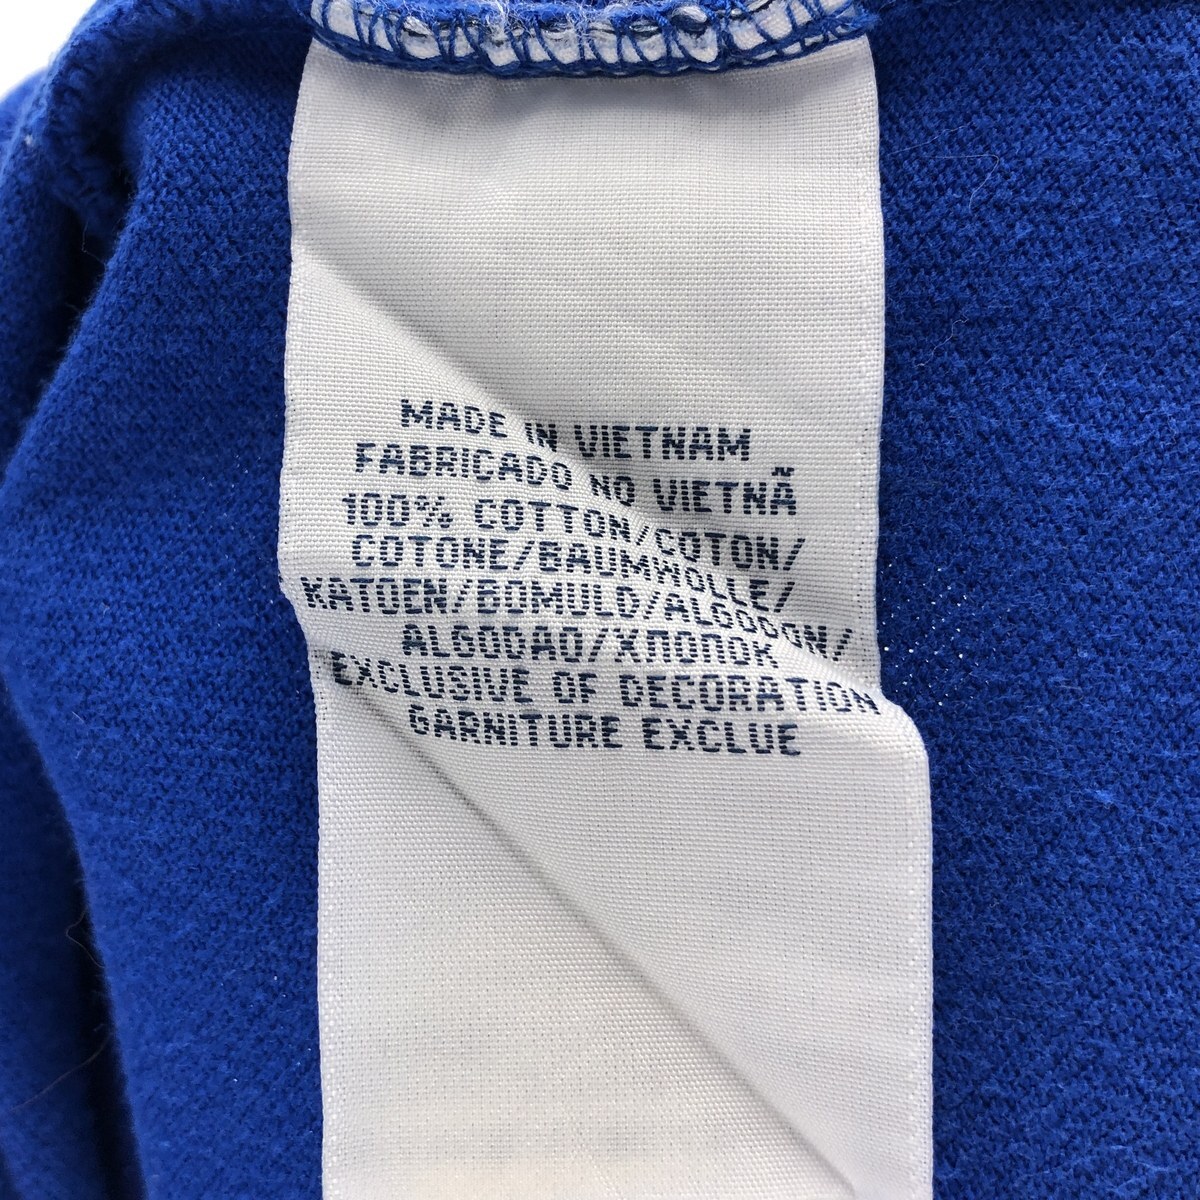 MADE IN VIETNAM
FABRICADO NO VIETNÃ
100% COTTON/COTON/
COTONE/BAUMWOLLE/
KATOEN/BOMULD/ALGODON/
ALGODAO/ХЛОПОК
EXCLUSIVE OF DECORATION
GARNITURE EXCLUE